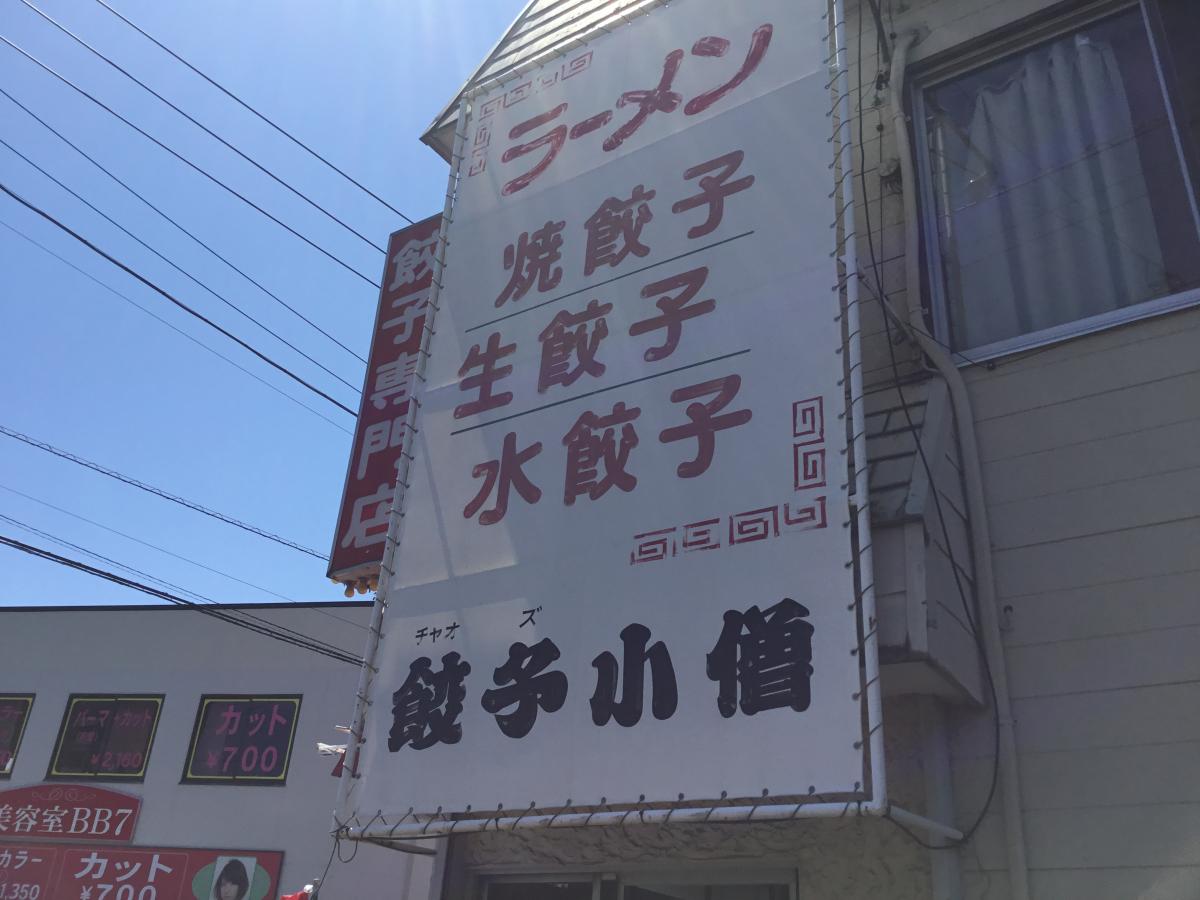 ラーメン
焼餃子
生餃子
水餃子
チャオ ズ
餃子小僧
餃子専門店
パーマ+カット
¥2,160
カット
¥700
美容室BB7
カラー
1,350
カット
¥700